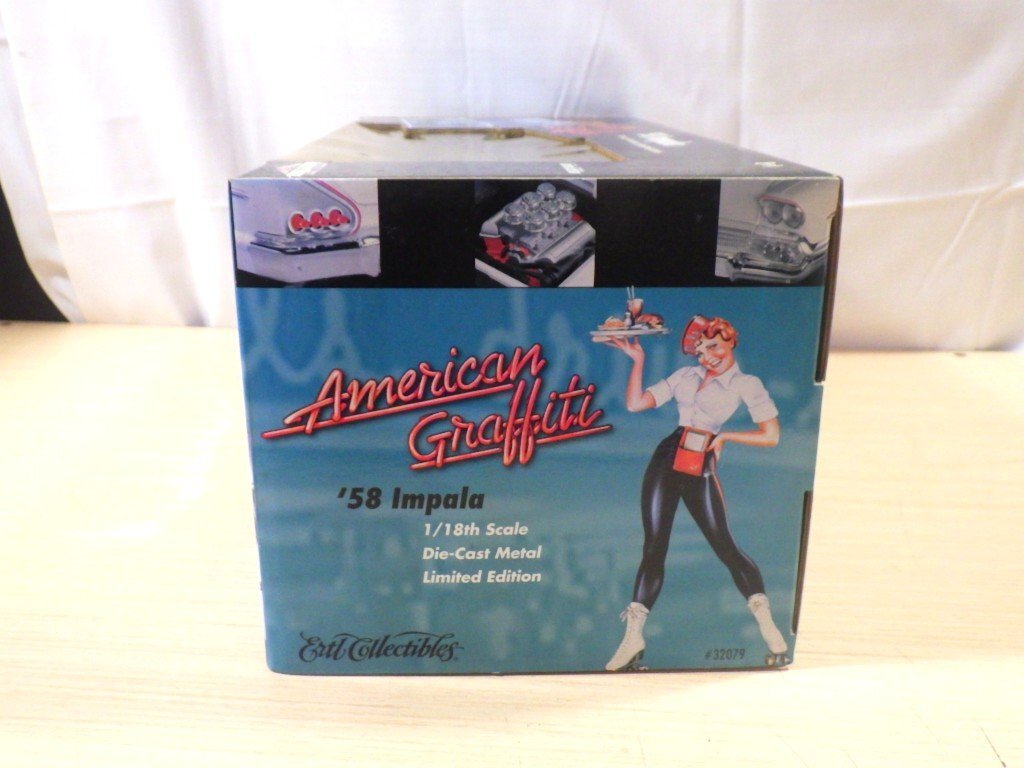 American
Graffiti
'58 Impala
1/18th Scale
Die-Cast Metal
Limited Edition
Ertl Collectibles
#32079